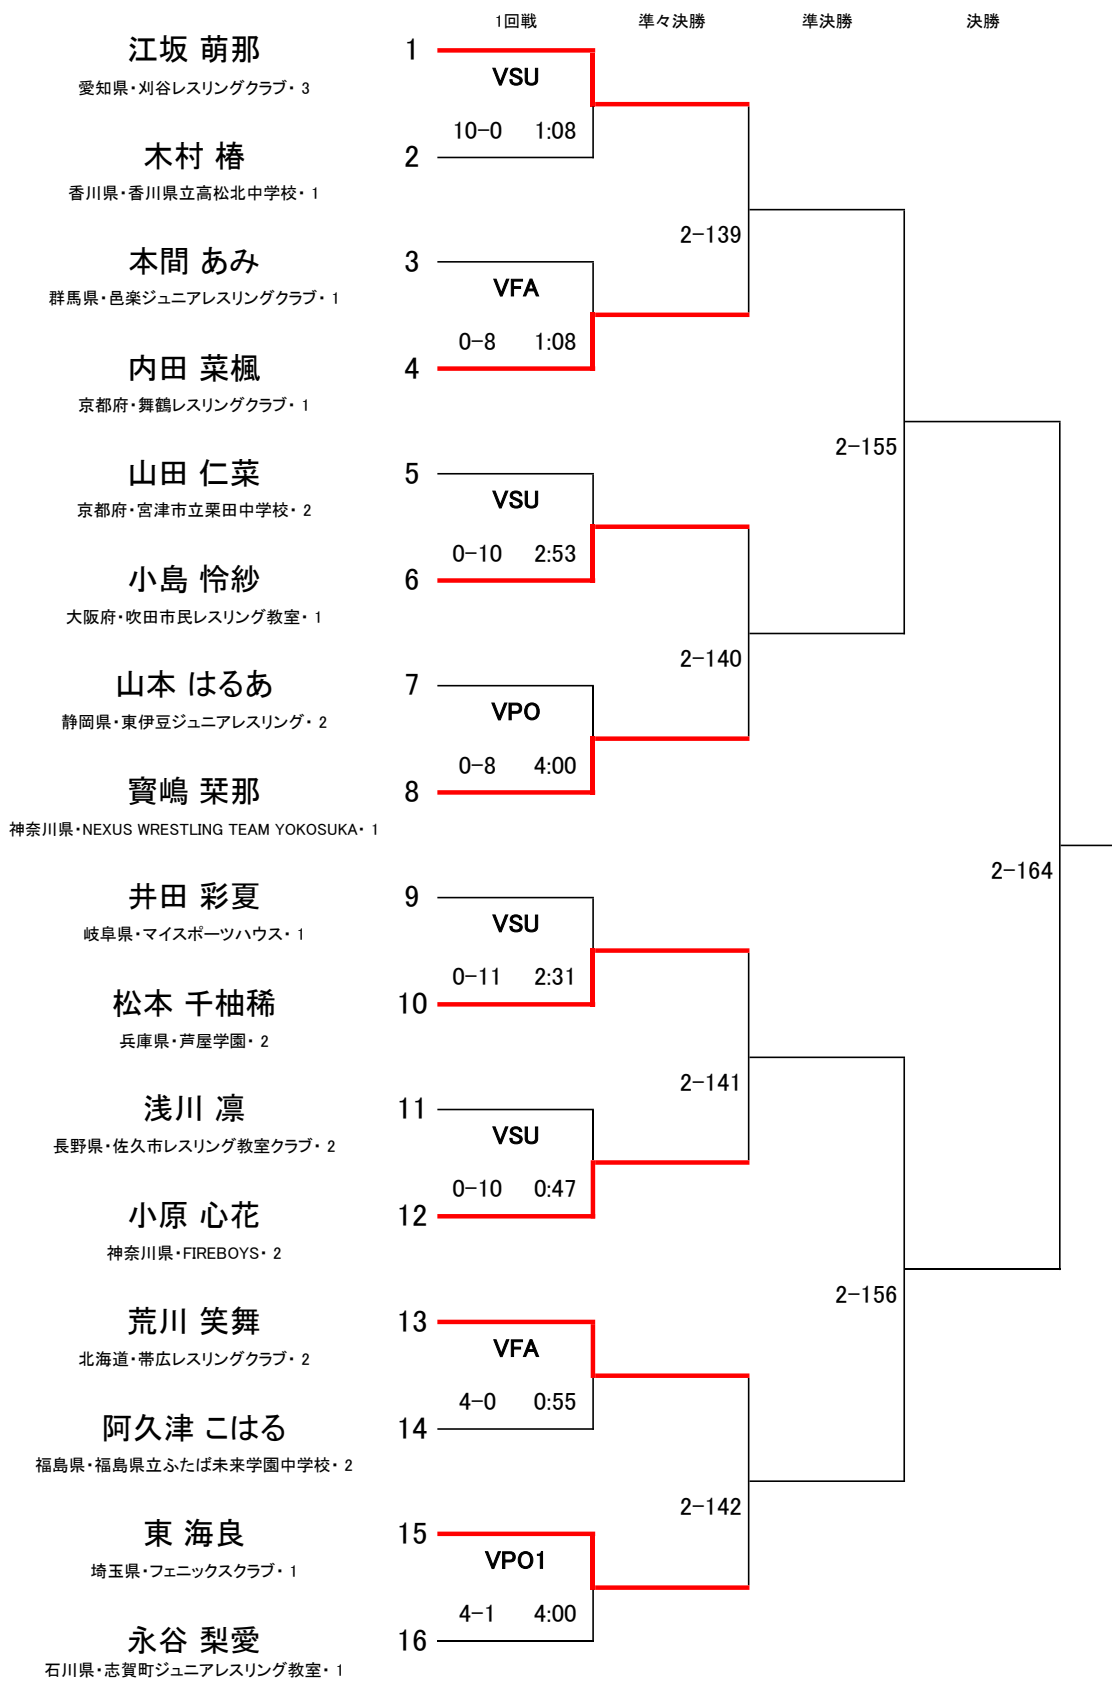 1回戦 準々決勝 準決勝 決勝
江坂 萌那 1
VSU
愛知県・刈谷レスリングクラブ・ 3
10-0 1:08
木村 椿 2
香川県・香川県立高松北中学校・ 1
2-139
本間 あみ 3
VFA
群馬県・邑楽ジュニアレスリングクラブ・ 1
0-8 1:08
内田 菜楓 4
京都府・舞鶴レスリングクラブ・ 1
2-155
山田 仁菜 5
VSU
京都府・宮津市立栗田中学校・ 2
0-10 2:53
小島 怜紗 6
大阪府・吹田市民レスリング教室・ 1
2-140
山本 はるあ 7
VPO
静岡県・東伊豆ジュニアレスリング・ 2
0-8 4:00
寳嶋 栞那 8
神奈川県・NEXUS WRESTLING TEAM YOKOSUKA・ 1
2-164
井田 彩夏 9
VSU
岐阜県・マイスポーツハウス・ 1
0-11 2:31
松本 千柚稀 10
兵庫県・芦屋学園・ 2
2-141
浅川 凛 11
VSU
長野県・佐久市レスリング教室クラブ・ 2
0-10 0:47
小原 心花 12
神奈川県・FIREBOYS・ 2
2-156
荒川 笑舞 13
VFA
北海道・帯広レスリングクラブ・ 2
4-0 0:55
阿久津 こはる 14
福島県・福島県立ふたば未来学園中学校・ 2
2-142
東 海良 15
VPO1
埼玉県・フェニックスクラブ・ 1
4-1 4:00
永谷 梨愛 16
石川県・志賀町ジュニアレスリング教室・ 1